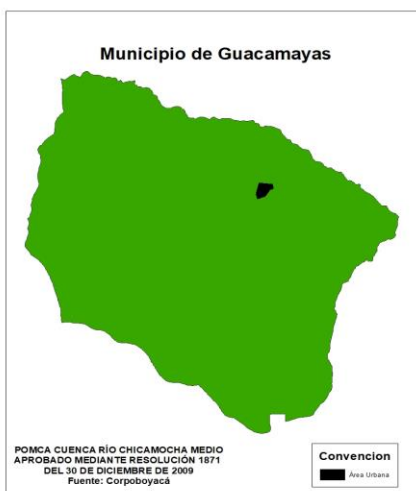 Municipio de Guacamayas
POMCA CUENCA RÌO CHICAMOCHA MEDIO
APROBADO MEDIANTE RESOLUCIÓN 1871
DEL 30 DE DICIEMBRE DE 2009
Fuente: Corpoboyacá
Convencion
Área Urbana